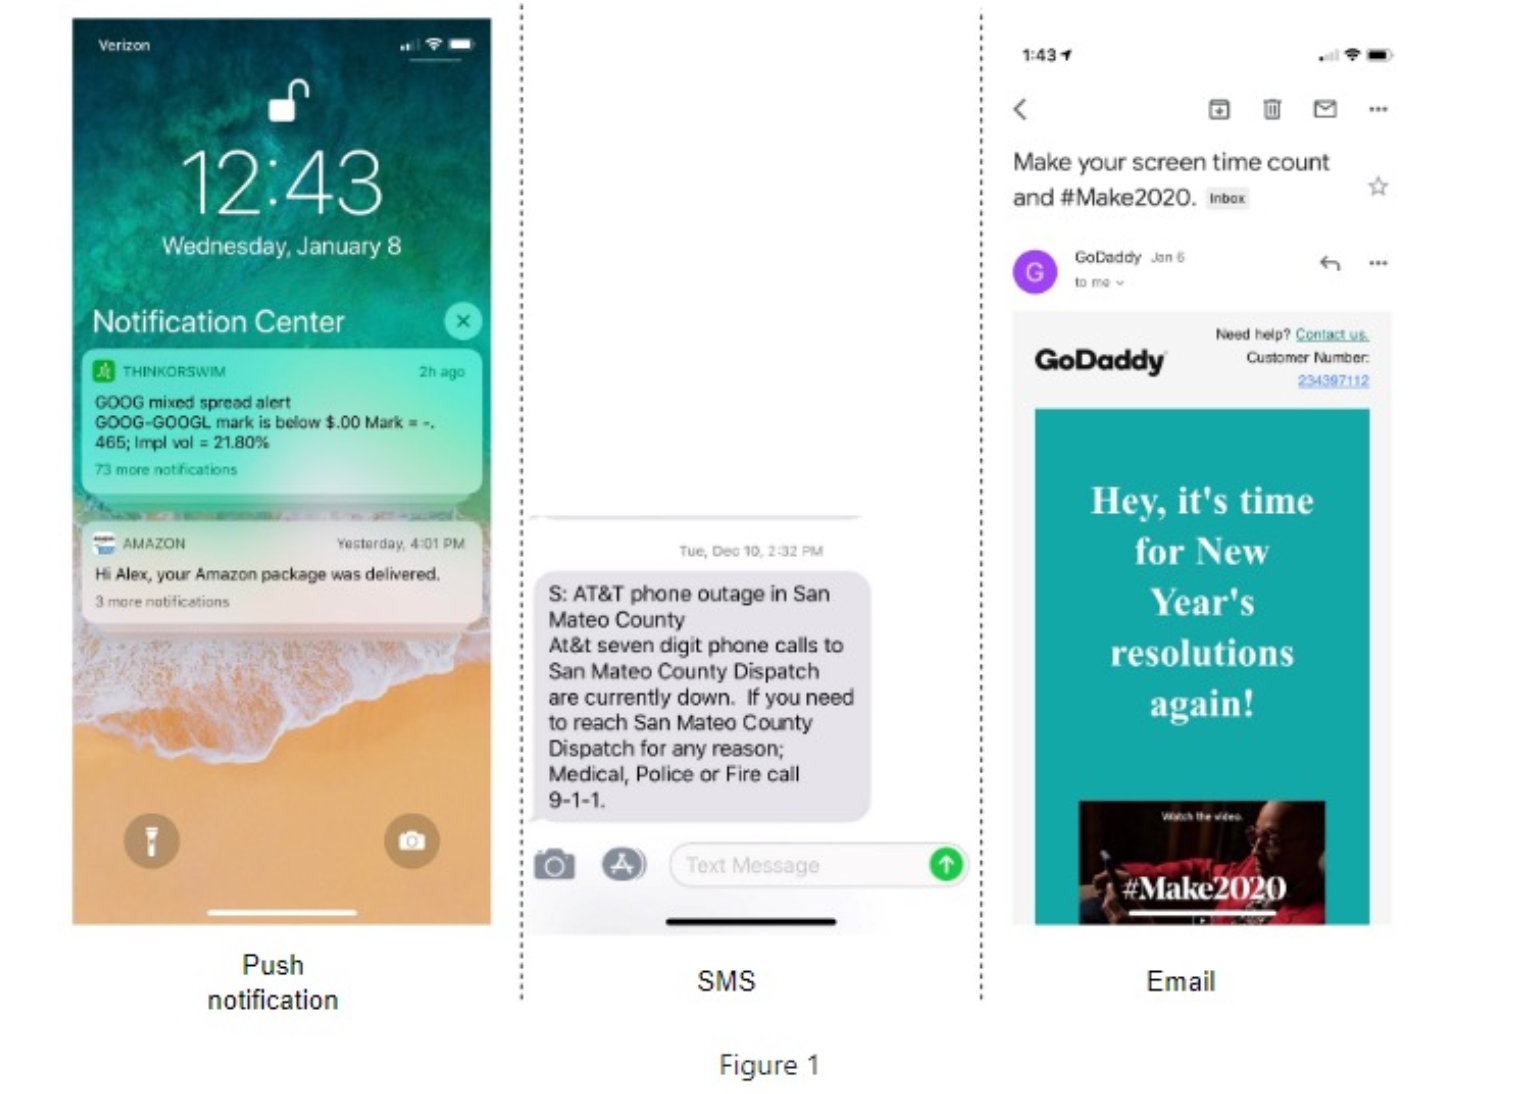 Verizon
12:43
Wednesday, January 8
Notification Center
THINKORSWIM 2h ago
GOOG mixed spread alert
GOOG-GOOGL mark is below $.00 Mark = -.
465; Impl vol = 21.80%
73 more notifications
AMAZON Yesterday, 4:01 PM
Hi Alex, your Amazon package was delivered.
3 more notifications
Push
notification
Tue, Dec 10, 2:32 PM
S: AT&T phone outage in San
Mateo County
At&t seven digit phone calls to
San Mateo County Dispatch
are currently down. If you need
to reach San Mateo County
Dispatch for any reason;
Medical, Police or Fire call
9-1-1.
Text Message
SMS
1:43
Make your screen time count
and #Make2020. Inbox
G
GoDaddy Jan 6
to me
GoDaddy
Need help? Contact us.
Customer Number:
234397112
Hey, it's time
for New
Year's
resolutions
again!
Watch the video.
#Make2020
Email
Figure 1